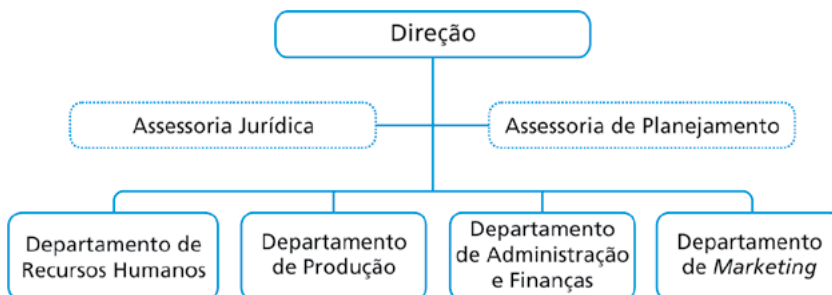 Direção
Assessoria Jurídica
Assessoria de Planejamento
Departamento de
Recursos Humanos
Departamento
de Produção
Departamento
de Administração
e Finanças
Departamento
de Marketing